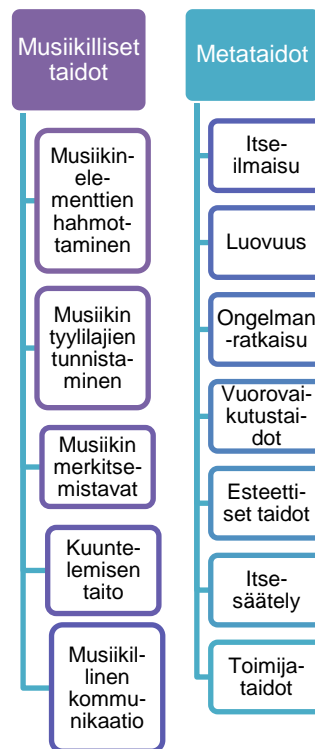 Musiikilliset
taidot
Musiikin-
ele-
menttien
hahmot-
taminen
Musiikin
tyylilajien
tunnista-
minen
Musiikin
merkitse-
mistavat
Kuunte-
lemisen
taito
Musiikil-
linen
kommu-
nikaatio
Metataidot
Itse-
ilmaisu
Luovuus
Ongelman
-ratkaisu
Vuorovai-
kutustai-
dot
Esteetti-
set taidot
Itse-
säätely
Toimija-
taidot